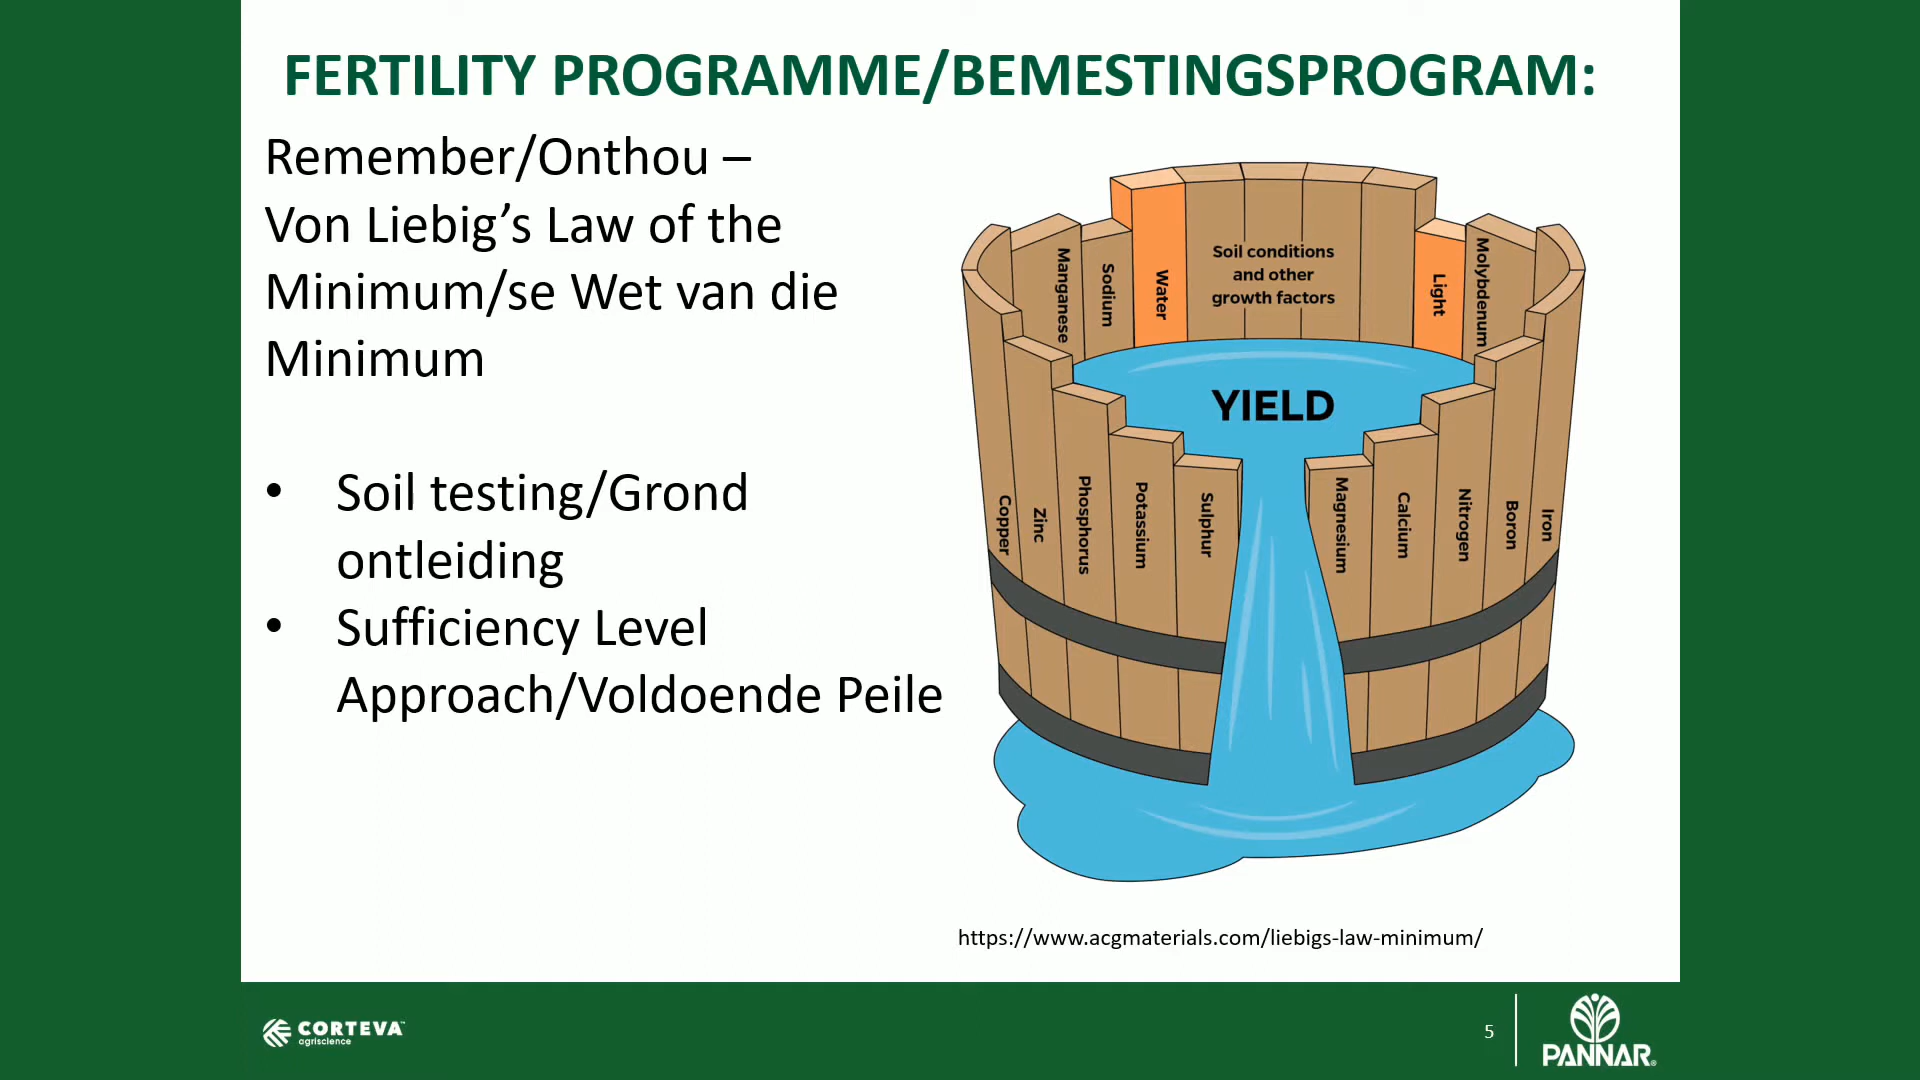 FERTILITY PROGRAMME/BEMESTINGSPROGRAM:
Remember/Onthou –
Von Liebig’s Law of the
Minimum/se Wet van die
Minimum
• Soil testing/Grond
ontleiding
• Sufficiency Level
Approach/Voldoende Peile
Manganese
Sodium
Water
Soil conditions
and other
growth factors
Light
Molybdenum
YIELD
Copper
Zinc
Phosphorus
Potassium
Sulphur
Magnesium
Calcium
Nitrogen
Boron
Iron
https://www.acgmaterials.com/liebigs-law-minimum/
CORTEVA™
agriscience
5
PANNAR®